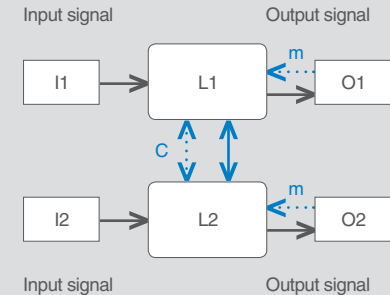 Input signal Output signal
m
I1 L1 O1
C
m
I2 L2 O2
Input signal Output signal